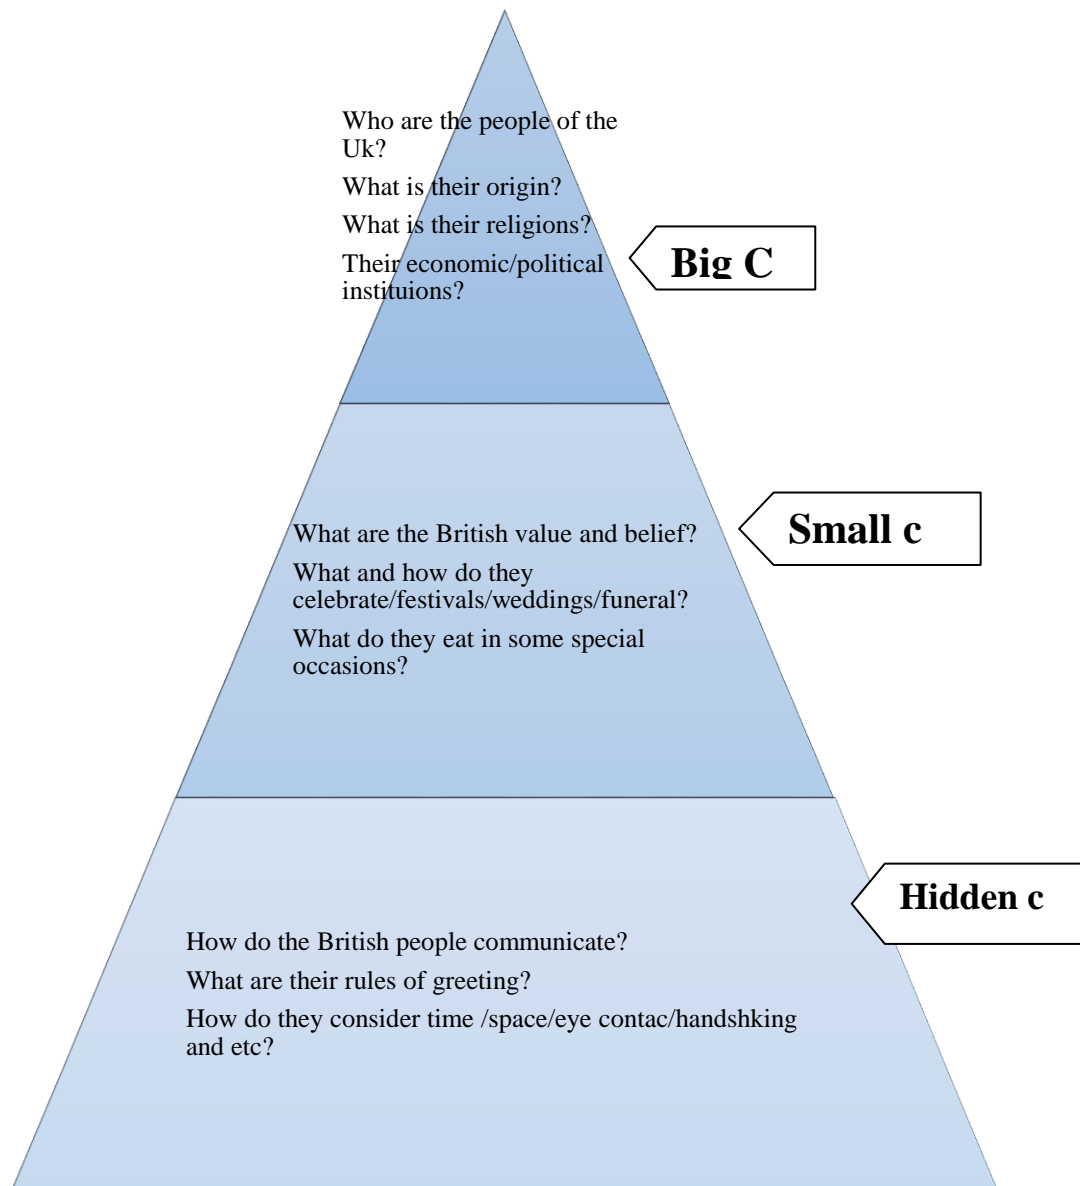 Who are the people of the
Uk?
What is their origin?
What is their religions?
Their economic/political
instituions?
Big C
What are the British value and belief?
What and how do they
celebrate/festivals/weddings/funeral?
What do they eat in some special
occasions?
Small c
Hidden c
How do the British people communicate?
What are their rules of greeting?
How do they consider time /space/eye contac/handshking
and etc?